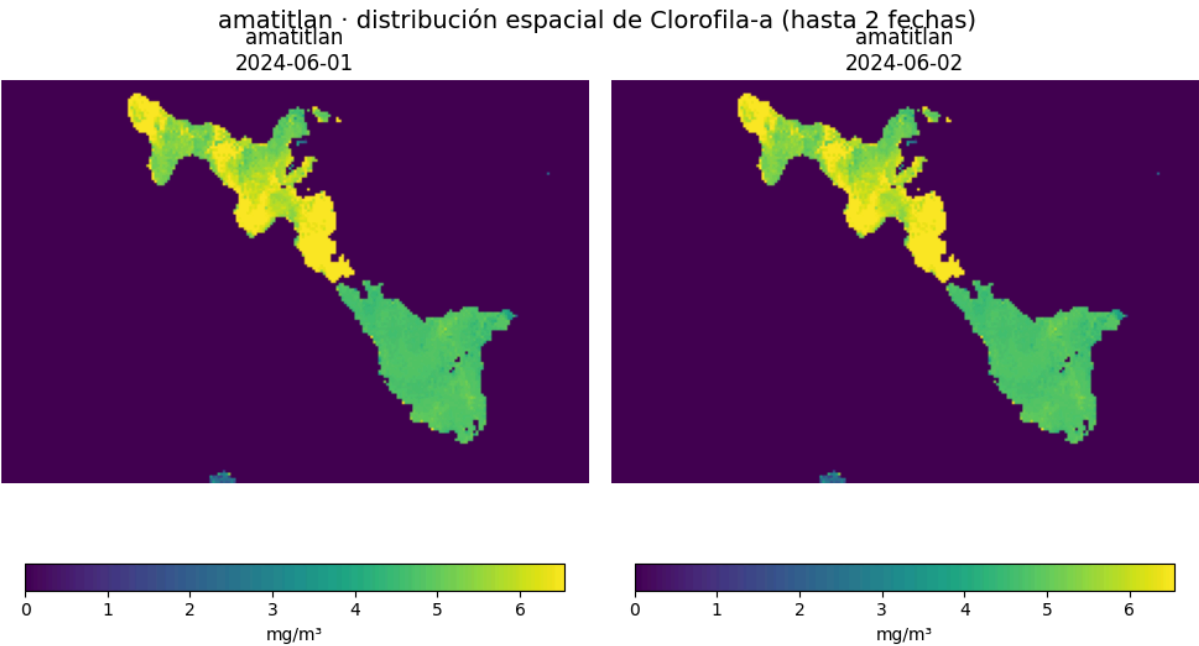 amatitlan · distribución espacial de Clorofila-a (hasta 2 fechas)
amatitlan
2024-06-01
amatitlan
2024-06-02
0 1 2 3 4 5 6
mg/m³
0 1 2 3 4 5 6
mg/m³